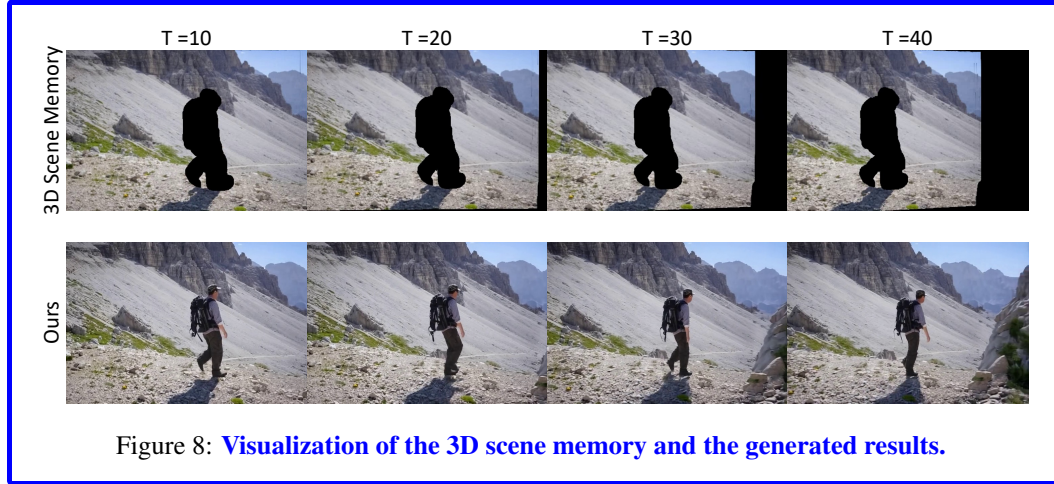 T =10 T =20 T =30 T =40
3D Scene Memory
Ours
Figure 8: Visualization of the 3D scene memory and the generated results.